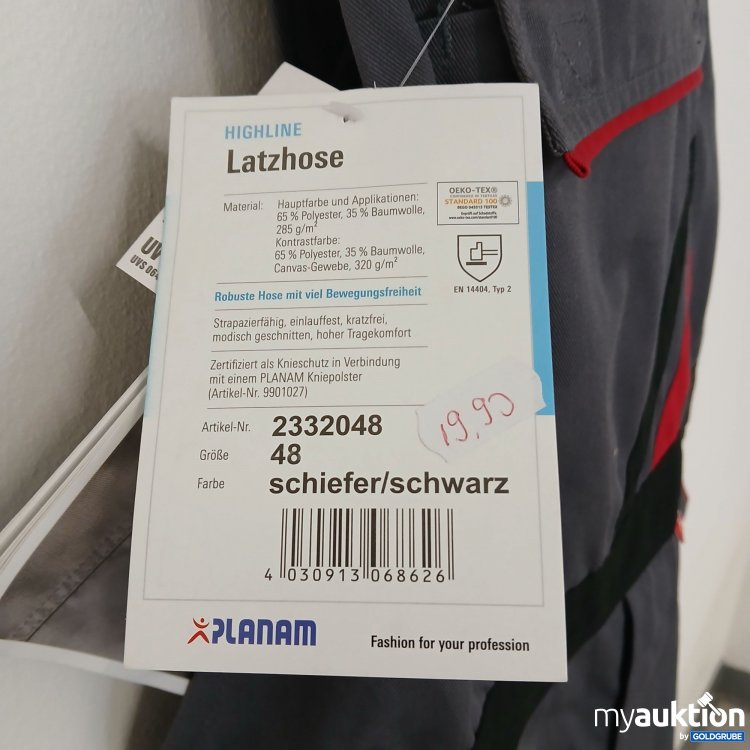 HIGHLINE
Latzhose
Material: Hauptfarbe und Applikationen:
65 % Polyester, 35 % Baumwolle,
285 g/m²
Kontrastfarbe:
65 % Polyester, 35 % Baumwolle,
Canvas-Gewebe, 320 g/m²
OEKO-TEX®
STANDARD 100
EN 14404, Typ 2
Robuste Hose mit viel Bewegungsfreiheit
Strapazierfähig, einlauffest, kratzfrei,
modisch geschnitten, hoher Tragekomfort
Zertifiziert als Knieschutz in Verbindung
mit einem PLANAM Kniepolster
(Artikel-Nr. 9901027)
19,90
Artikel-Nr. 2332048
Größe 48
Farbe schiefer/schwarz
4 030913 068626
PLANAM
Fashion for your profession
myauktion
by GOLDGRUBE